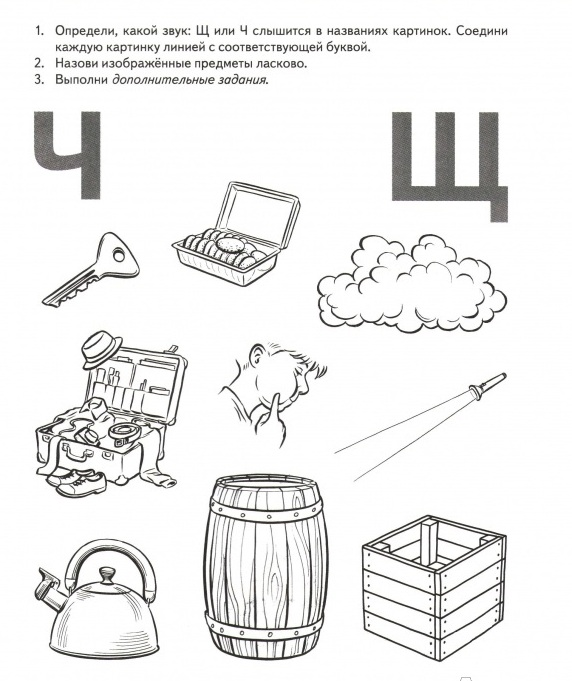 1. Определи, какой звук: Щ или Ч слышится в названиях картинок. Соедини
каждую картинку линией с соответствующей буквой.
2. Назови изображённые предметы ласково.
3. Выполни дополнительные задания.
Ч Щ